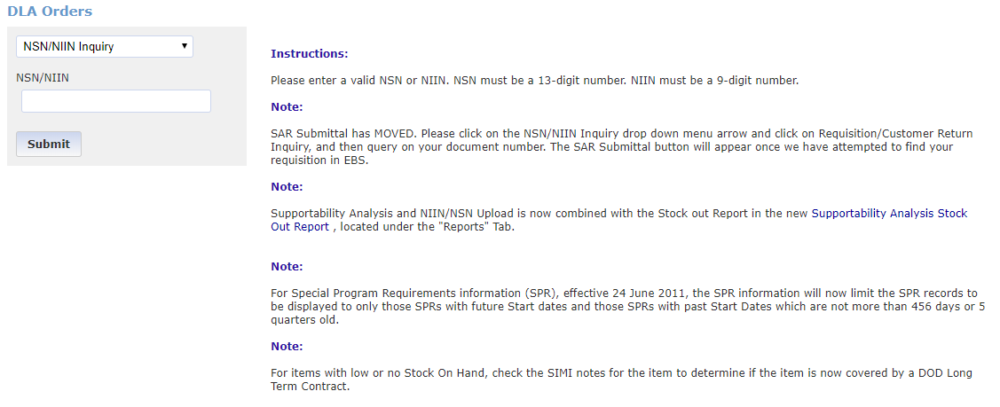 DLA Orders
NSN/NIIN Inquiry
NSN/NIIN
Submit
Instructions:
Please enter a valid NSN or NIIN. NSN must be a 13-digit number. NIIN must be a 9-digit number.
Note:
SAR Submittal has MOVED. Please click on the NSN/NIIN Inquiry drop down menu arrow and click on Requisition/Customer Return
Inquiry, and then query on your document number. The SAR Submittal button will appear once we have attempted to find your
requisition in EBS.
Note:
Supportability Analysis and NIIN/NSN Upload is now combined with the Stock out Report in the new Supportability Analysis Stock
Out Report , located under the "Reports" Tab.
Note:
For Special Program Requirements information (SPR), effective 24 June 2011, the SPR information will now limit the SPR records to
be displayed to only those SPRs with future Start dates and those SPRs with past Start Dates which are not more than 456 days or 5
quarters old.
Note:
For items with low or no Stock On Hand, check the SIMI notes for the item to determine if the item is now covered by a DOD Long
Term Contract.